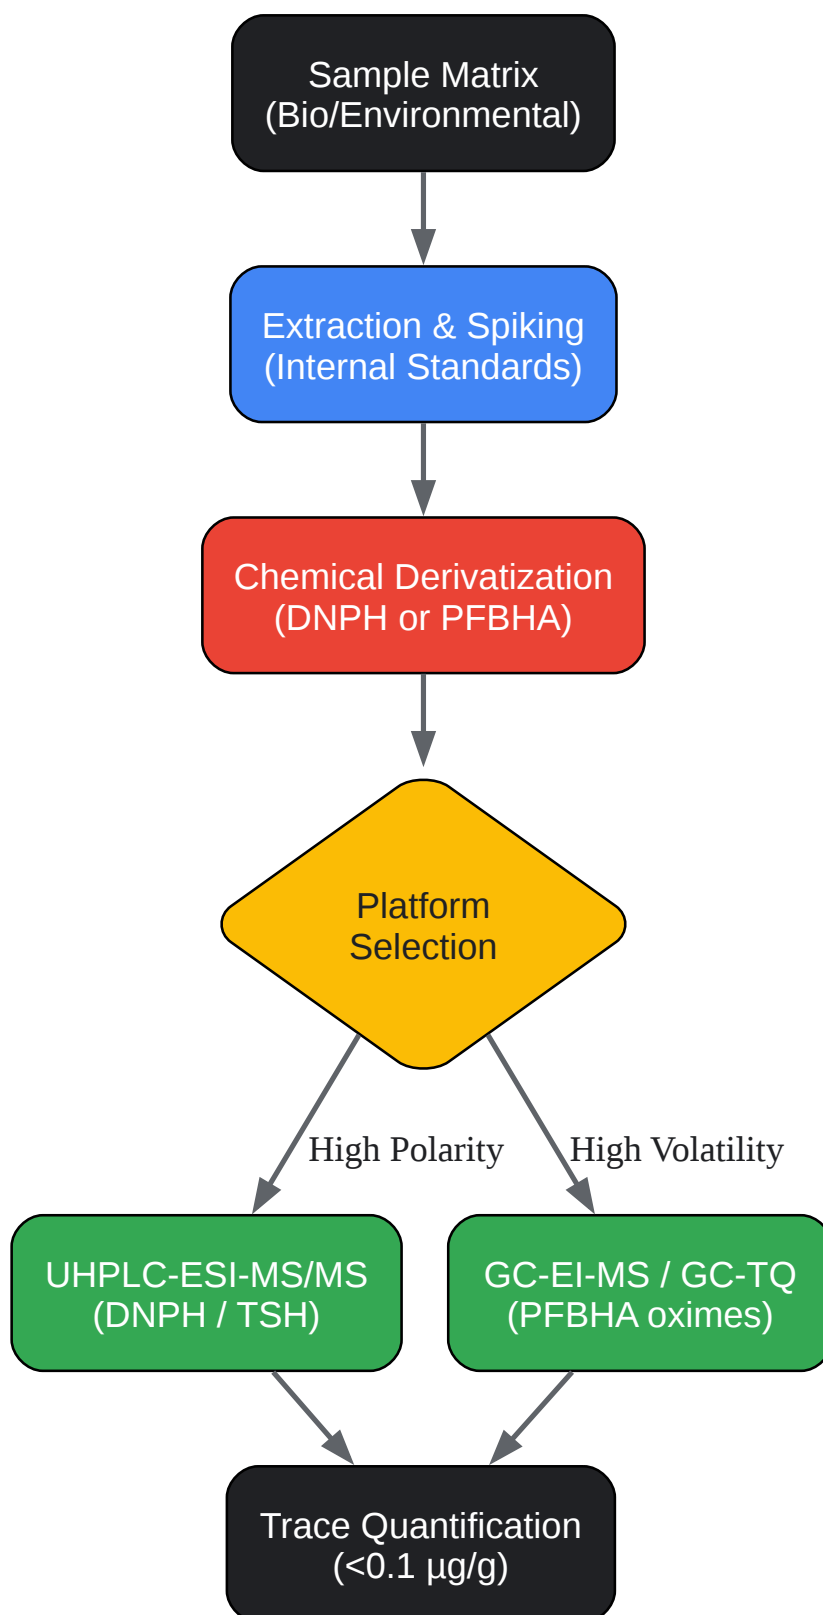 Sample Matrix
(Bio/Environmental)
Extraction & Spiking
(Internal Standards)
Chemical Derivatization
(DNPH or PFBHA)
Platform
Selection
High Polarity
High Volatility
UHPLC-ESI-MS/MS
(DNPH / TSH)
GC-EI-MS / GC-TQ
(PFBHA oximes)
Trace Quantification
(<0.1 µg/g)